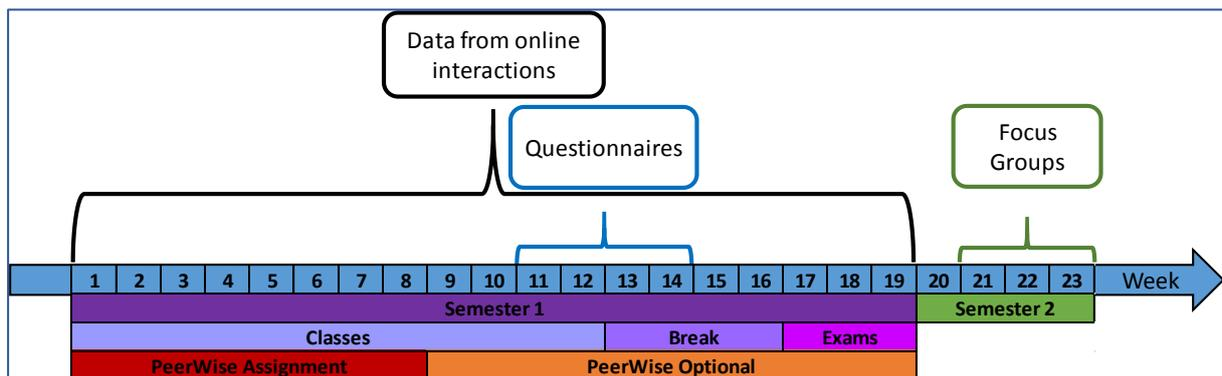 Data from online
interactions
Questionnaires
Focus
Groups
1 2 3 4 5 6 7 8 9 10 11 12 13 14 15 16 17 18 19 20 21 22 23 Week
Semester 1 Semester 2
Classes Break Exams
PeerWise Assignment PeerWise Optional